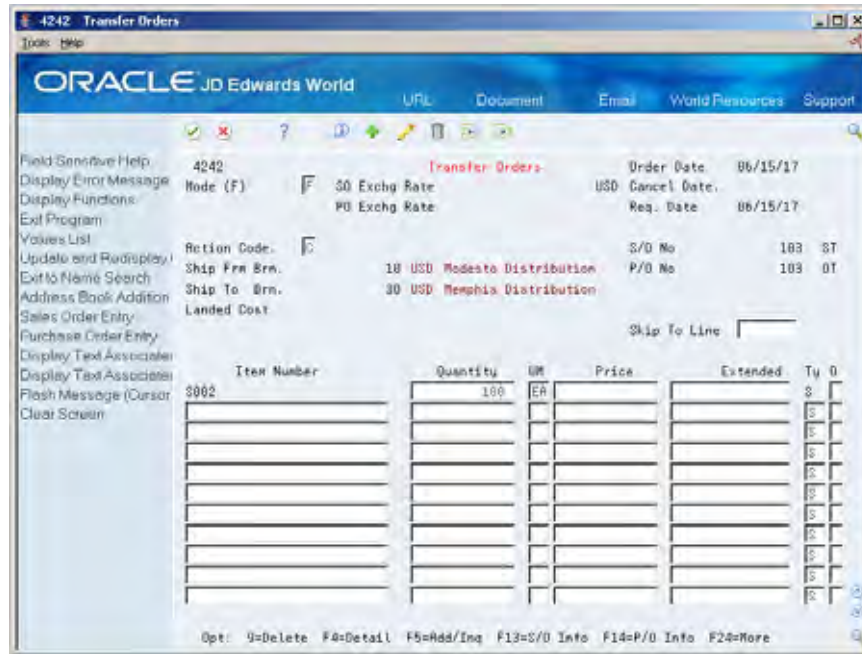 4242 Transfer Orders
Tools Help
ORACLE JD Edwards World
URL Document Email World Resources Support
Field Sensitive Help
Display Error Message
Display Functions
Exit Program
Values List
Update and Redisplay
Exit to Name Search
Address Book Addition
Sales Order Entry
Purchase Order Entry
Display Text Associated
Display Text Associated
Flash Message (Cursor
Clear Screen
4242 Transfer Orders Order Date 06/15/17
Mode (F) F SO Exchg Rate USD Cancel Date.
PO Exchg Rate Req. Date 06/15/17
Action Code. C S/O No 103 ST
Ship Frm Brn. 10 USD Modesto Distribution P/O No 103 OT
Ship To Brn. 30 USD Memphis Distribution
Landed Cost
Skip To Line
Item Number Quantity UM Price Extended Ty O
S002 100 EA S
S
S
S
S
S
S
S
S
S
S
Opt: 9=Delete F4=Detail F5=Add/Inq F13=S/O Info F14=P/O Info F24=More